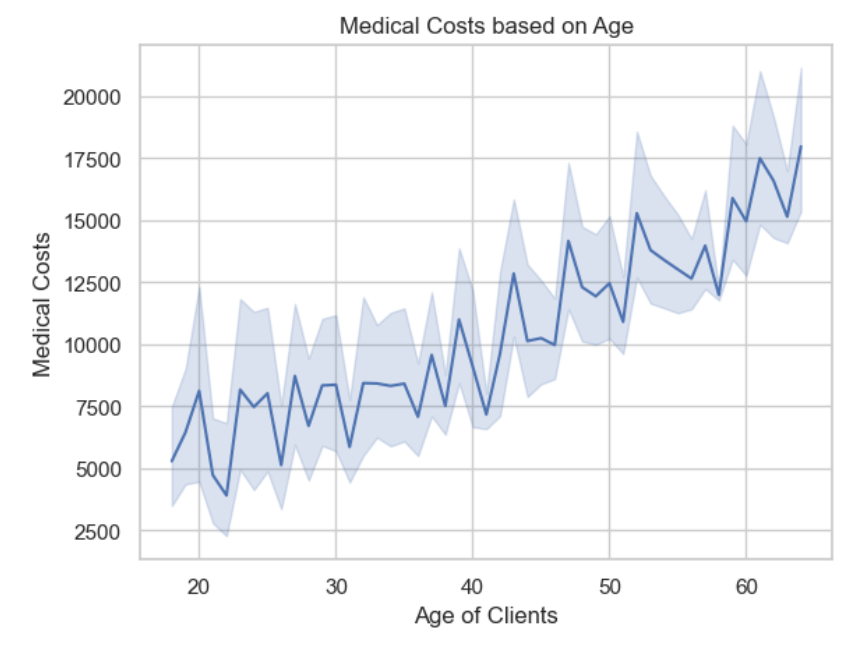 Medical Costs based on Age
20000
17500
15000
12500
10000
7500
5000
2500
Medical Costs
20 30 40 50 60
Age of Clients